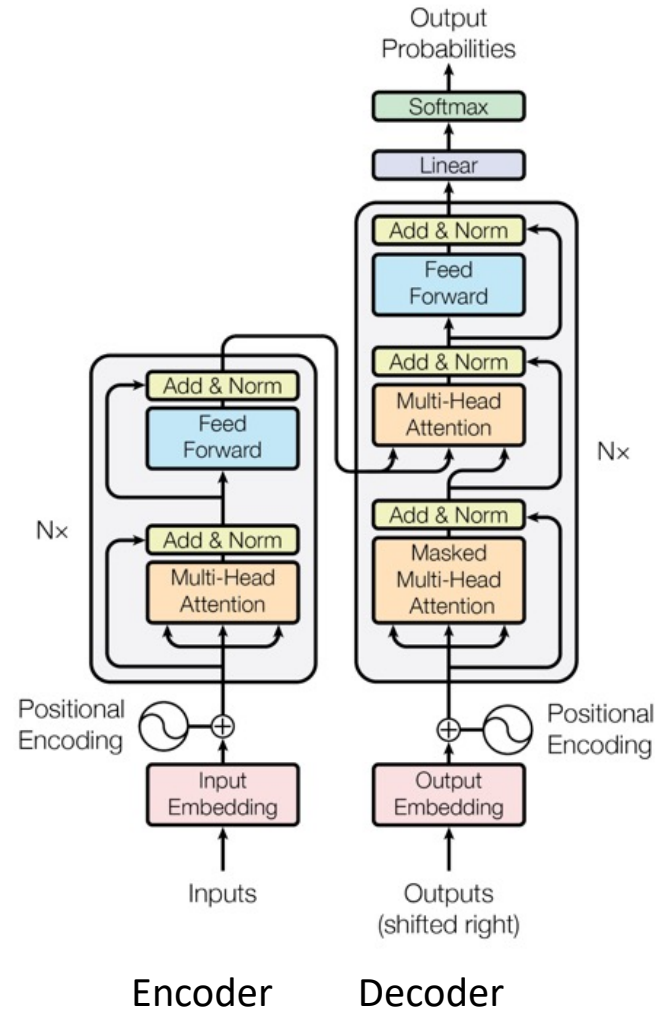 Output
Probabilities
Softmax
Linear
Add & Norm
Feed
Forward
Add & Norm
Multi-Head
Attention
Nx
Add & Norm
Masked
Multi-Head
Attention
Add & Norm
Feed
Forward
Nx
Add & Norm
Multi-Head
Attention
Positional
Encoding
Positional
Encoding
Input
Embedding
Output
Embedding
Inputs
Outputs
(shifted right)
Encoder
Decoder